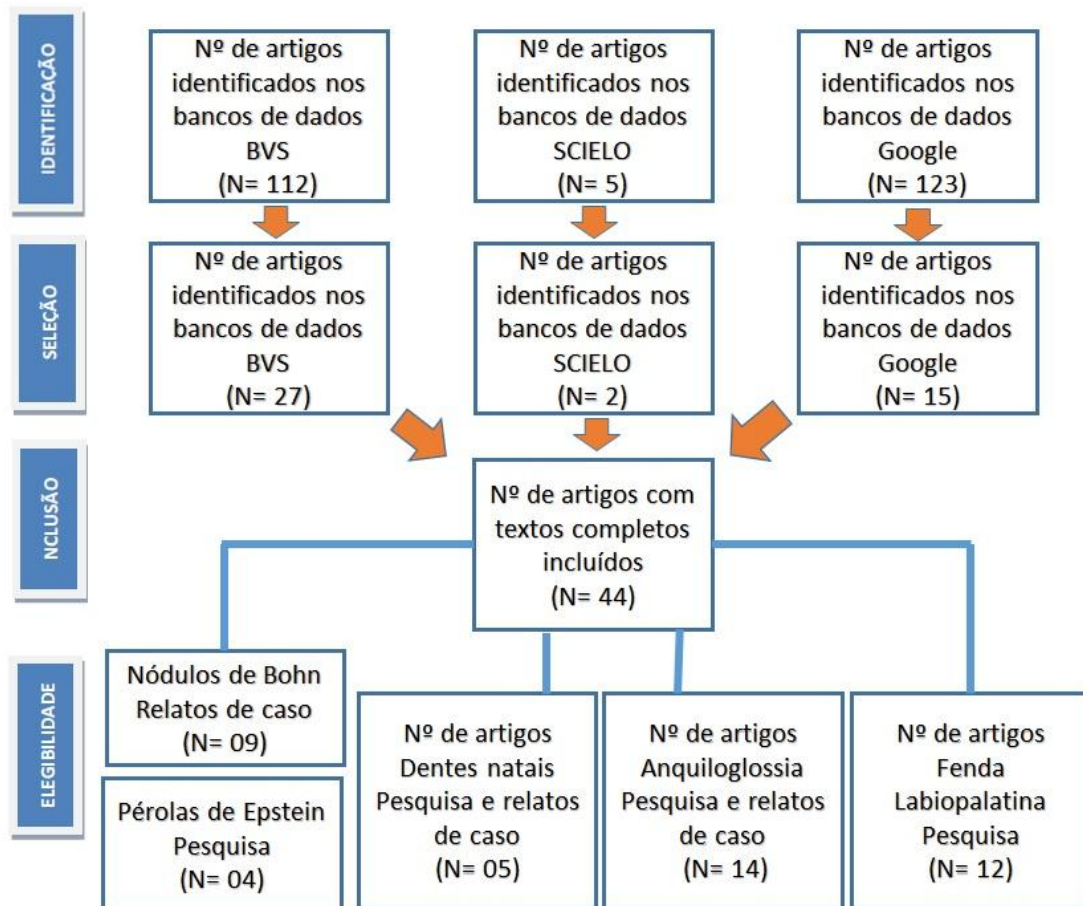 IDENTIFICAÇÃO
Nº de artigos
identificados nos
bancos de dados
BVS
(N= 112)
Nº de artigos
identificados nos
bancos de dados
SCIELO
(N= 5)
Nº de artigos
identificados nos
bancos de dados
Google
(N= 123)
SELEÇÃO
Nº de artigos
identificados nos
bancos de dados
BVS
(N= 27)
Nº de artigos
identificados nos
bancos de dados
SCIELO
(N= 2)
Nº de artigos
identificados nos
bancos de dados
Google
(N= 15)
NCLUSÃO
Nº de artigos com
textos completos
incluídos
(N= 44)
ELEGIBILIDADE
Nódulos de Bohn
Relatos de caso
(N= 09)
Pérolas de Epstein
Pesquisa
(N= 04)
Nº de artigos
Dentes natais
Pesquisa e relatos
de caso
(N= 05)
Nº de artigos
Anquiloglossia
Pesquisa e relatos
de caso
(N= 14)
Nº de artigos
Fenda
Labiopalatina
Pesquisa
(N= 12)